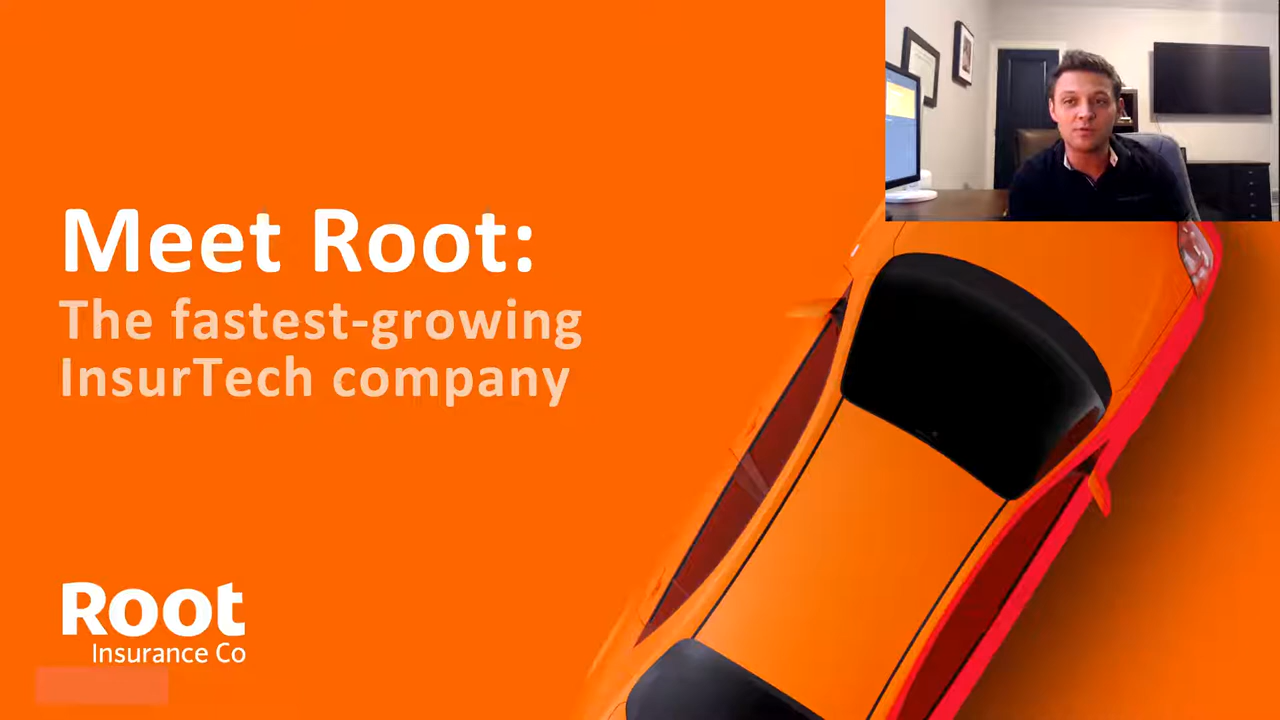 Meet Root:
The fastest-growing
InsurTech company
Root
Insurance Co